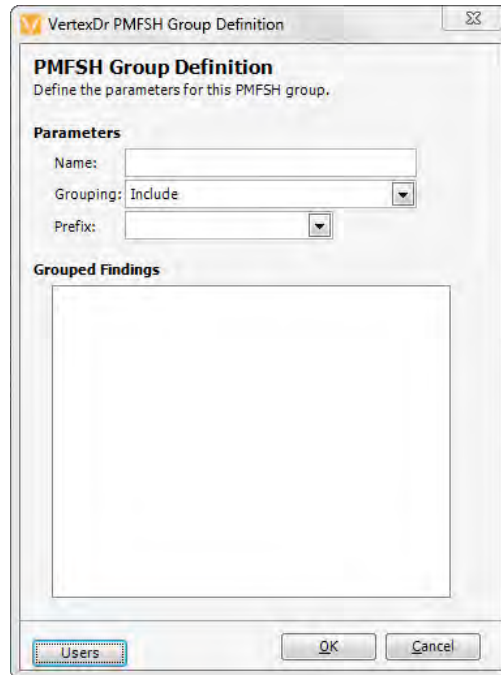 VertexDr PMFSH Group Definition
PMFSH Group Definition
Define the parameters for this PMFSH group.
Parameters
Name:
Grouping: Include
Prefix:
Grouped Findings
Users OK Cancel